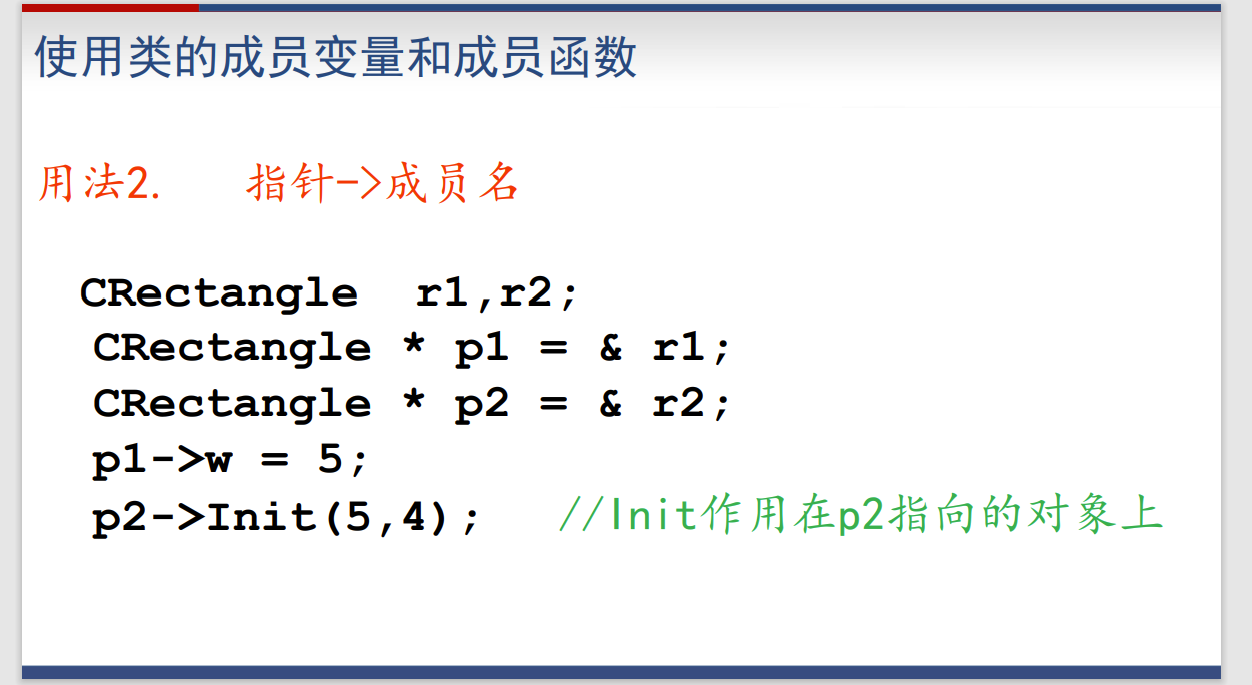 使用类的成员变量和成员函数
用法2. 指针->成员名
CRectangle r1,r2;
CRectangle * p1 = & r1;
CRectangle * p2 = & r2;
p1->w = 5;
p2->Init(5,4); //Init作用在p2指向的对象上